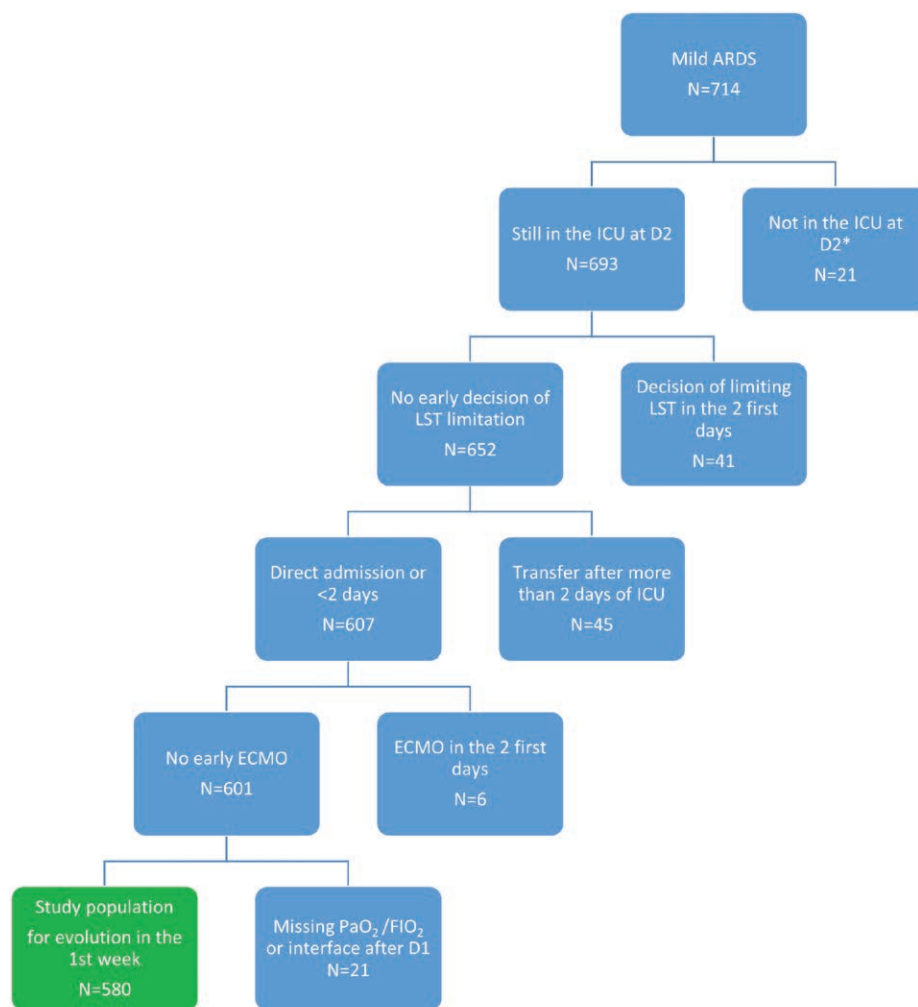 Mild ARDS
N=714
Still in the ICU at D2
N=693
Not in the ICU at
D2*
N=21
No early decision of
LST limitation
N=652
Decision of limiting
LST in the 2 first
days
N=41
Direct admission or
<2 days
N=607
Transfer after more
than 2 days of ICU
N=45
No early ECMO
N=601
ECMO in the 2 first
days
N=6
Study population
for evolution in the
1st week
N=580
Missing PaO₂/FIO₂
or interface after D1
N=21